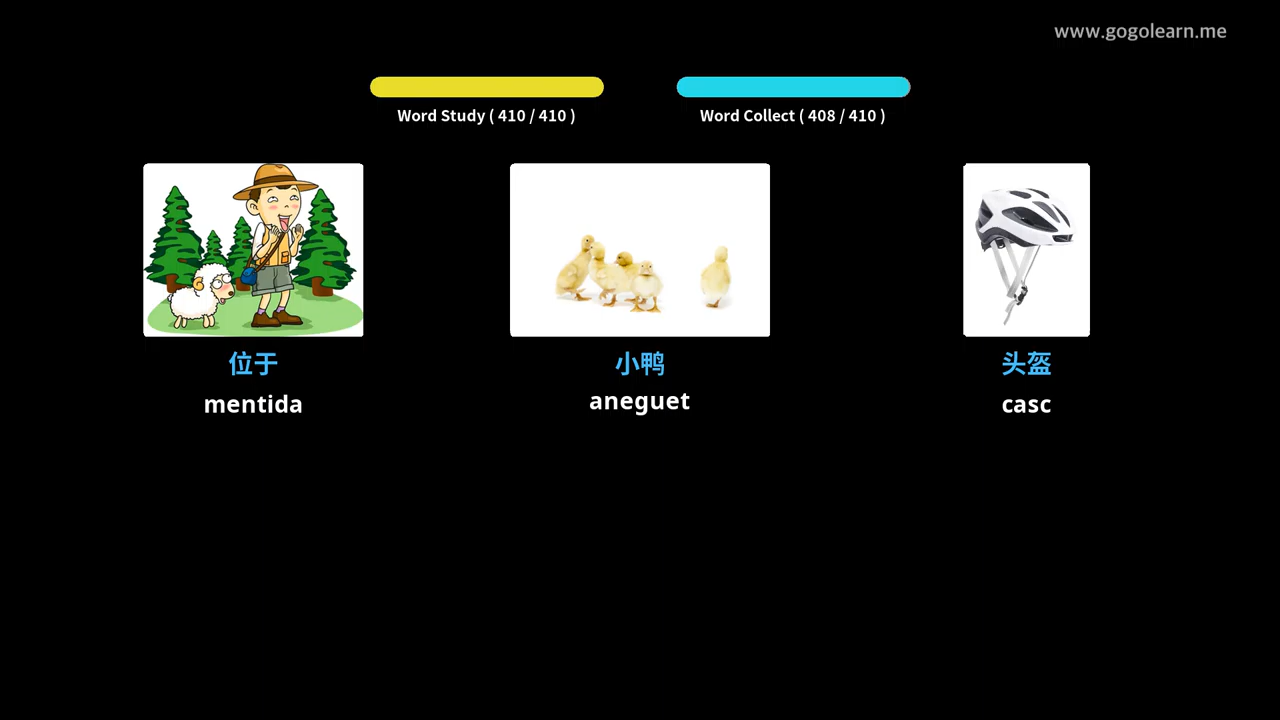 www.gogolearn.me
Word Study ( 410 / 410 )
Word Collect ( 408 / 410 )
位于
小鸭
头盔
mentida
aneguet
casc